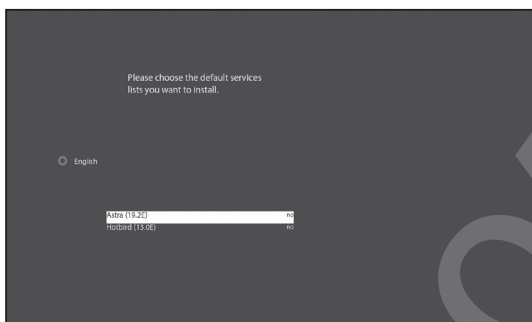 Please choose the default services
lists you want to install.
English
Astra (19.2E) no
Hotbird (13.0E) no